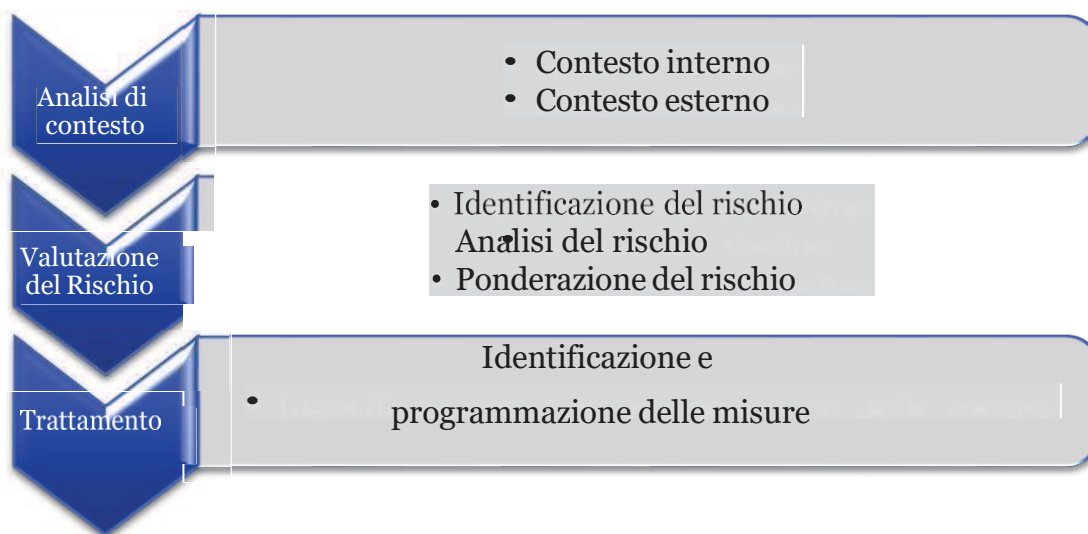 Analisi di
contesto
• Contesto interno
• Contesto esterno
Valutazione
del Rischio
• Identificazione del rischio
• Analisi del rischio
• Ponderazione del rischio
Trattamento
Identificazione e
• programmazione delle misure